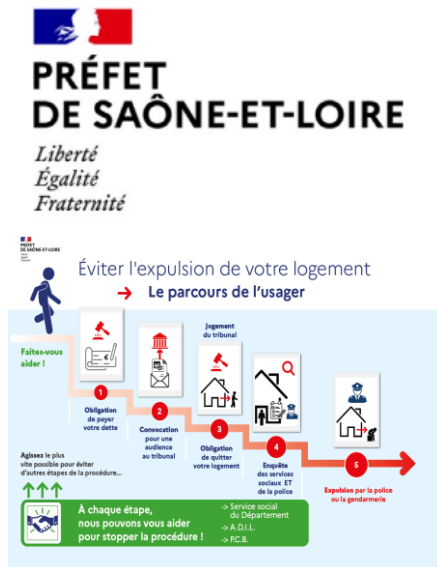 PRÉFET
DE SAÔNE-ET-LOIRE
Liberté
Égalité
Fraternité
PRÉFET
DE SAÔNE-ET-LOIRE
Éviter l'expulsion de votre logement
Le parcours de l'usager
Faites-vous
aider !
Jugement
du tribunal
€
1
Obligation
de payer
votre dette
2
Convocation
pour une
audience
au tribunal
3
Obligation
de quitter
votre logement
4
Enquête
des services
sociaux ET
de la police
5
Expulsion par la police
ou la gendarmerie
Agissez le plus
vite possible pour éviter
d'autres étapes de la procédure...
À chaque étape,
nous pouvons vous aider
pour stopper la procédure !
-> Service social
du Département
-> A.D.I.L.
-> P.C.B.